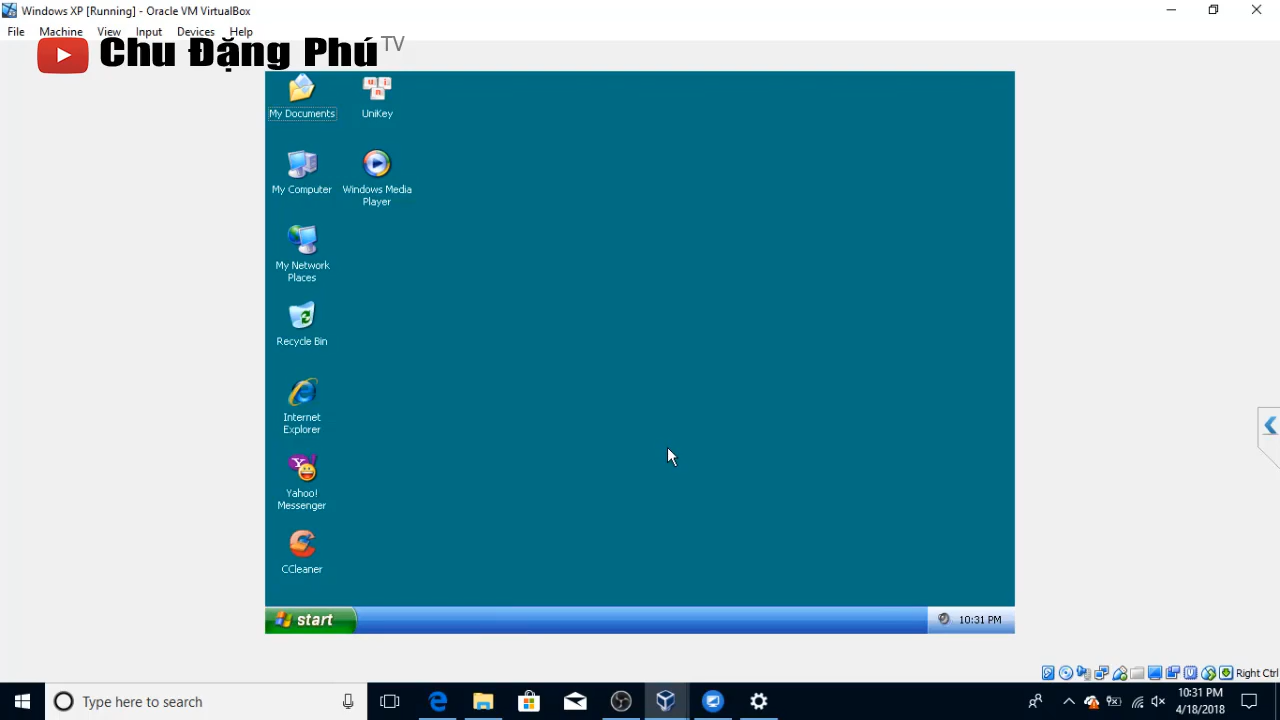 Windows XP [Running] - Oracle VM VirtualBox
File Machine View Input Devices Help
Chu Đặng Phú TV
My Documents
UniKey
My Computer
Windows Media
Player
My Network
Places
Recycle Bin
Internet
Explorer
Yahoo!
Messenger
CCleaner
start
10:31 PM
Right Ctrl
Type here to search
10:31 PM
4/18/2018